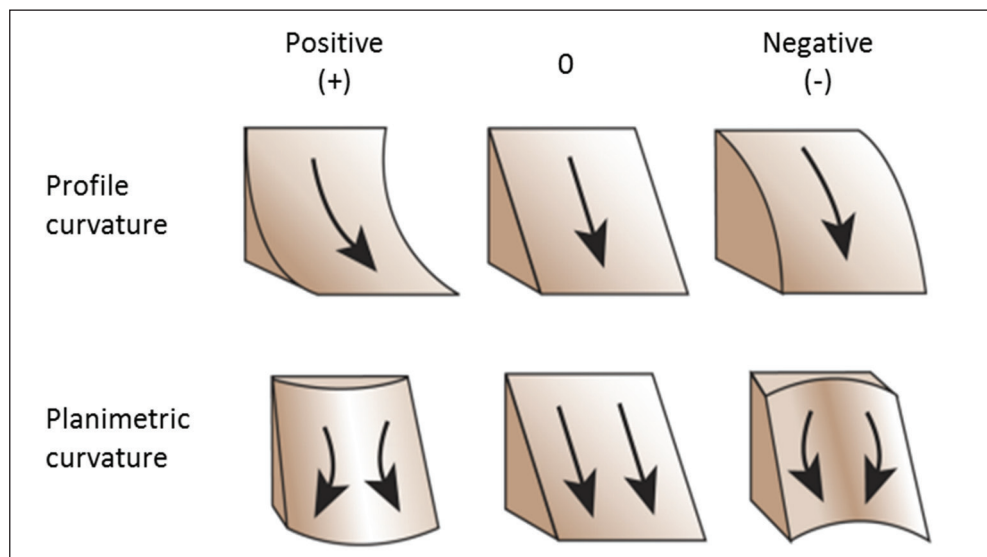 Positive
(+)
0
Negative
(-)
Profile
curvature
Planimetric
curvature